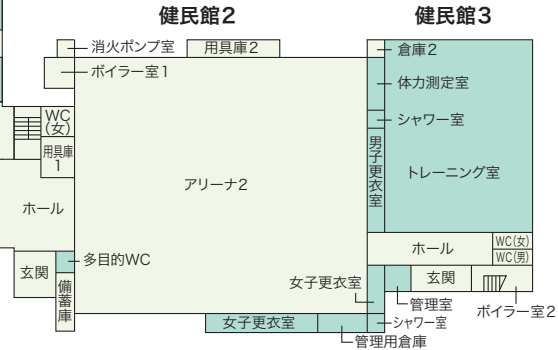 健民館2
健民館3
消火ポンプ室
用具庫2
倉庫2
ボイラー室1
体力測定室
WC
(女)
シャワー室
用具庫
1
男子更衣室
アリーナ2
トレーニング室
ホール
ホール
WC(女)
WC(男)
多目的WC
玄関
備蓄庫
女子更衣室
玄関
管理室
ボイラー室2
女子更衣室
シャワー室
管理用倉庫